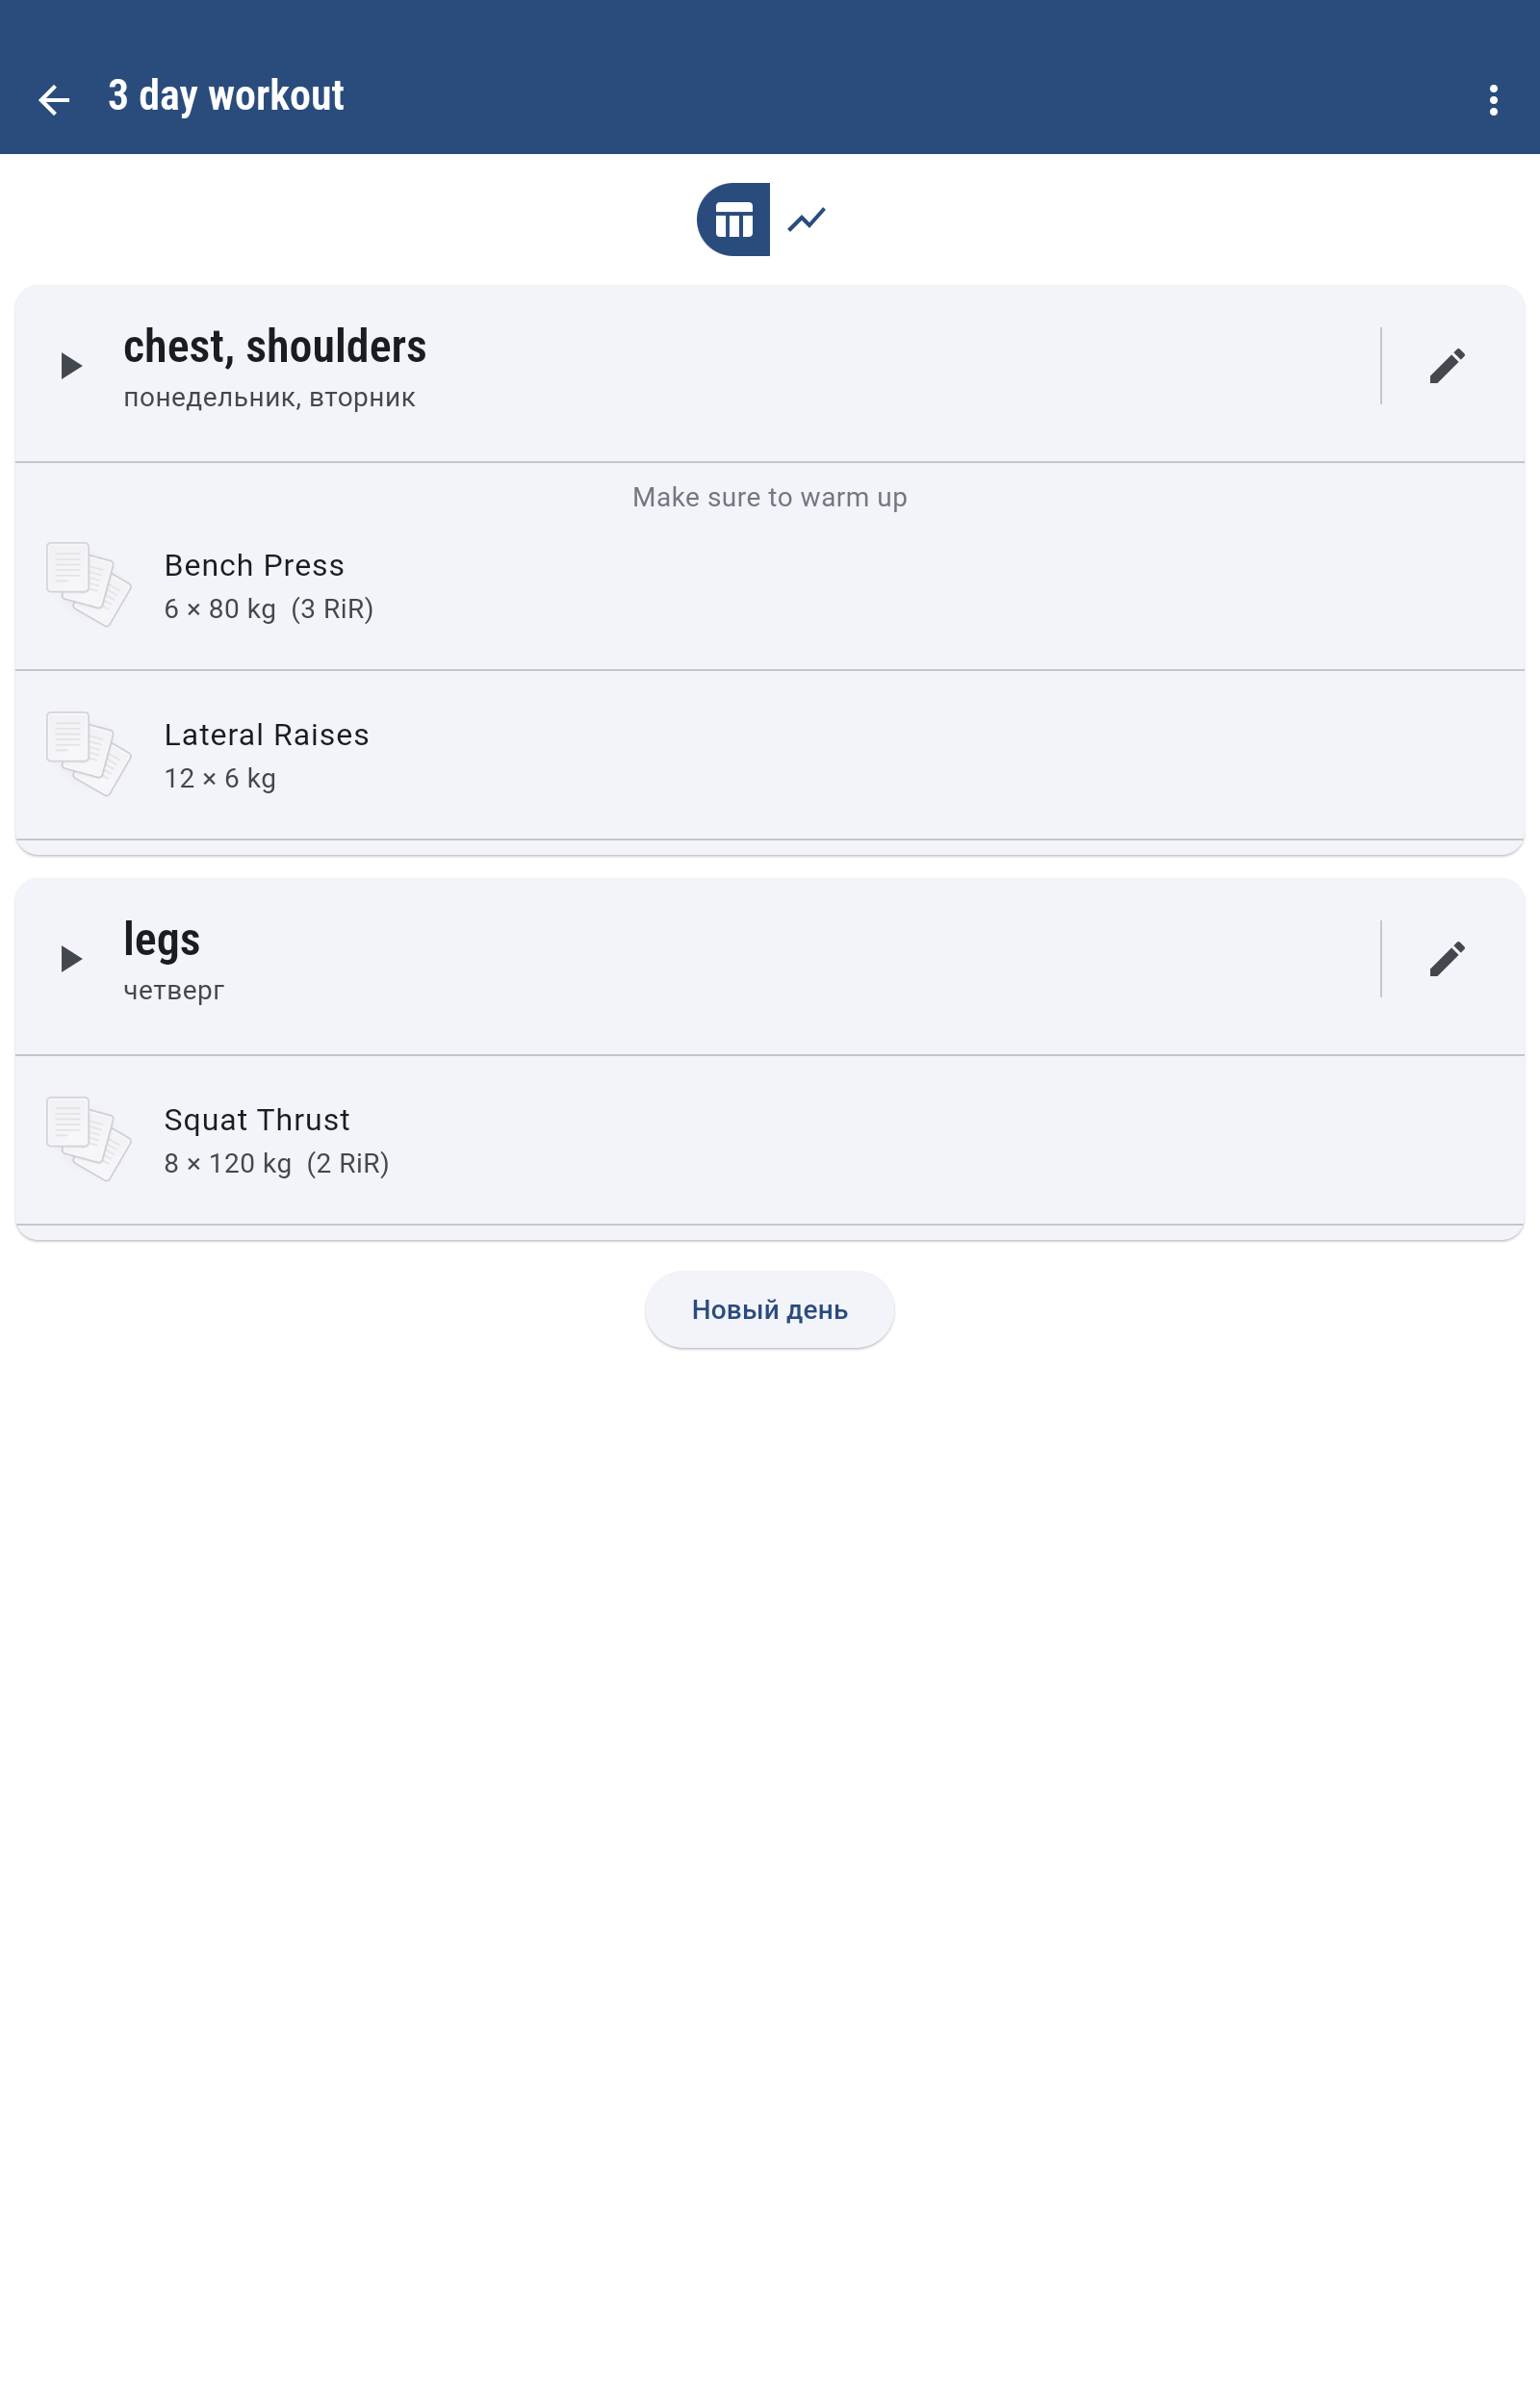 3 day workout
chest, shoulders
понедельник, вторник
Make sure to warm up
Bench Press
6 × 80 kg  (3 RiR)
Lateral Raises
12 × 6 kg
legs
четверг
Squat Thrust
8 × 120 kg  (2 RiR)
Новый день